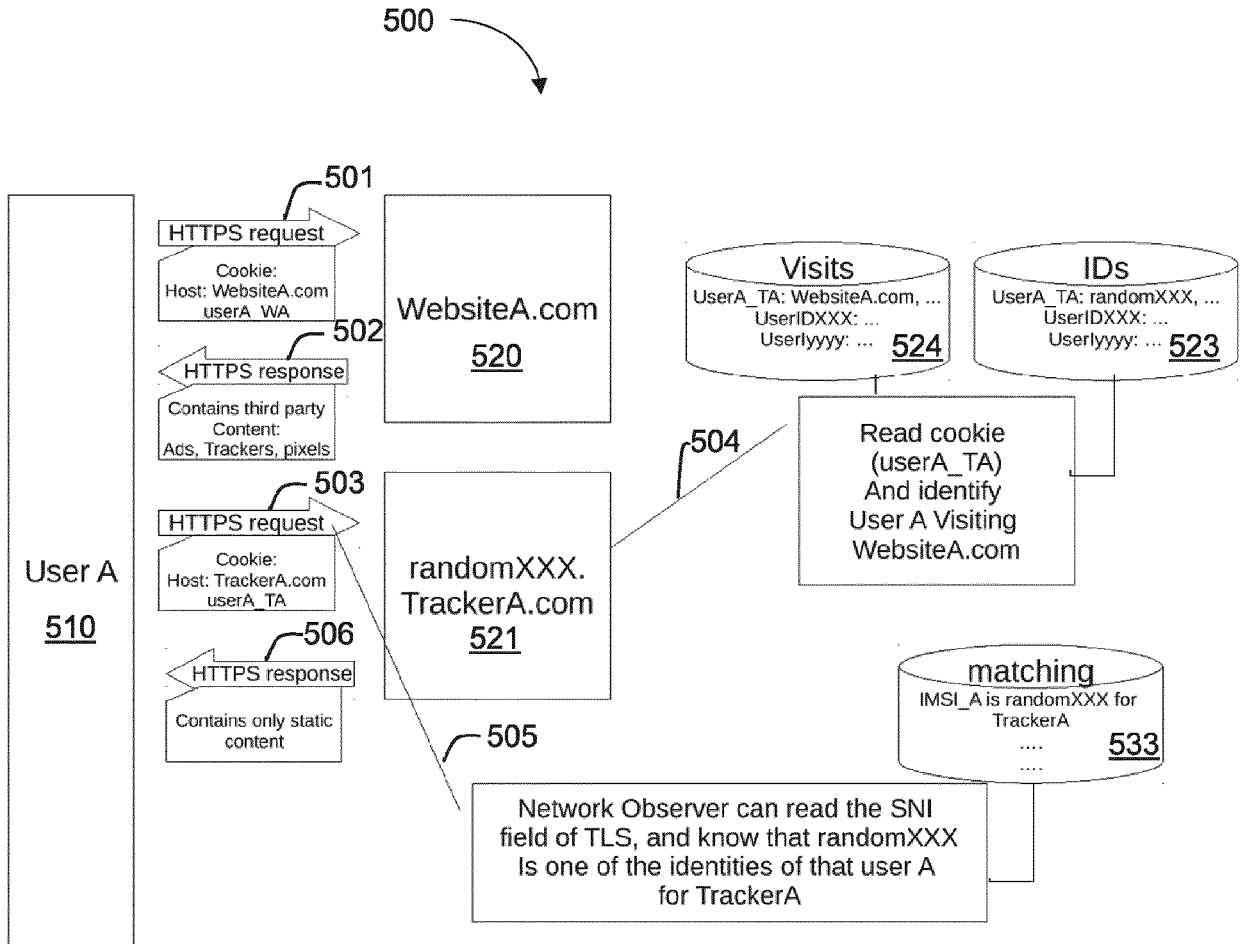 500
User A
510
501
HTTPS request
Cookie:
Host: WebsiteA.com
userA_WA
502
HTTPS response
Contains third party
Content:
Ads, Trackers, pixels
503
HTTPS request
Cookie:
Host: TrackerA.com
userA_TA
506
HTTPS response
Contains only static
content
WebsiteA.com
520
randomXXX.
TrackerA.com
521
504
505
Visits
UserA_TA: WebsiteA.com, ...
UserIDXXX: ...
UserIyyyy: ...
524
IDs
UserA_TA: randomXXX, ...
UserIDXXX: ...
UserIyyyy: ...
523
Read cookie
(userA_TA)
And identify
User A Visiting
WebsiteA.com
matching
IMSI_A is randomXXX for
TrackerA
....
....
533
Network Observer can read the SNI
field of TLS, and know that randomXXX
Is one of the identities of that user A
for TrackerA